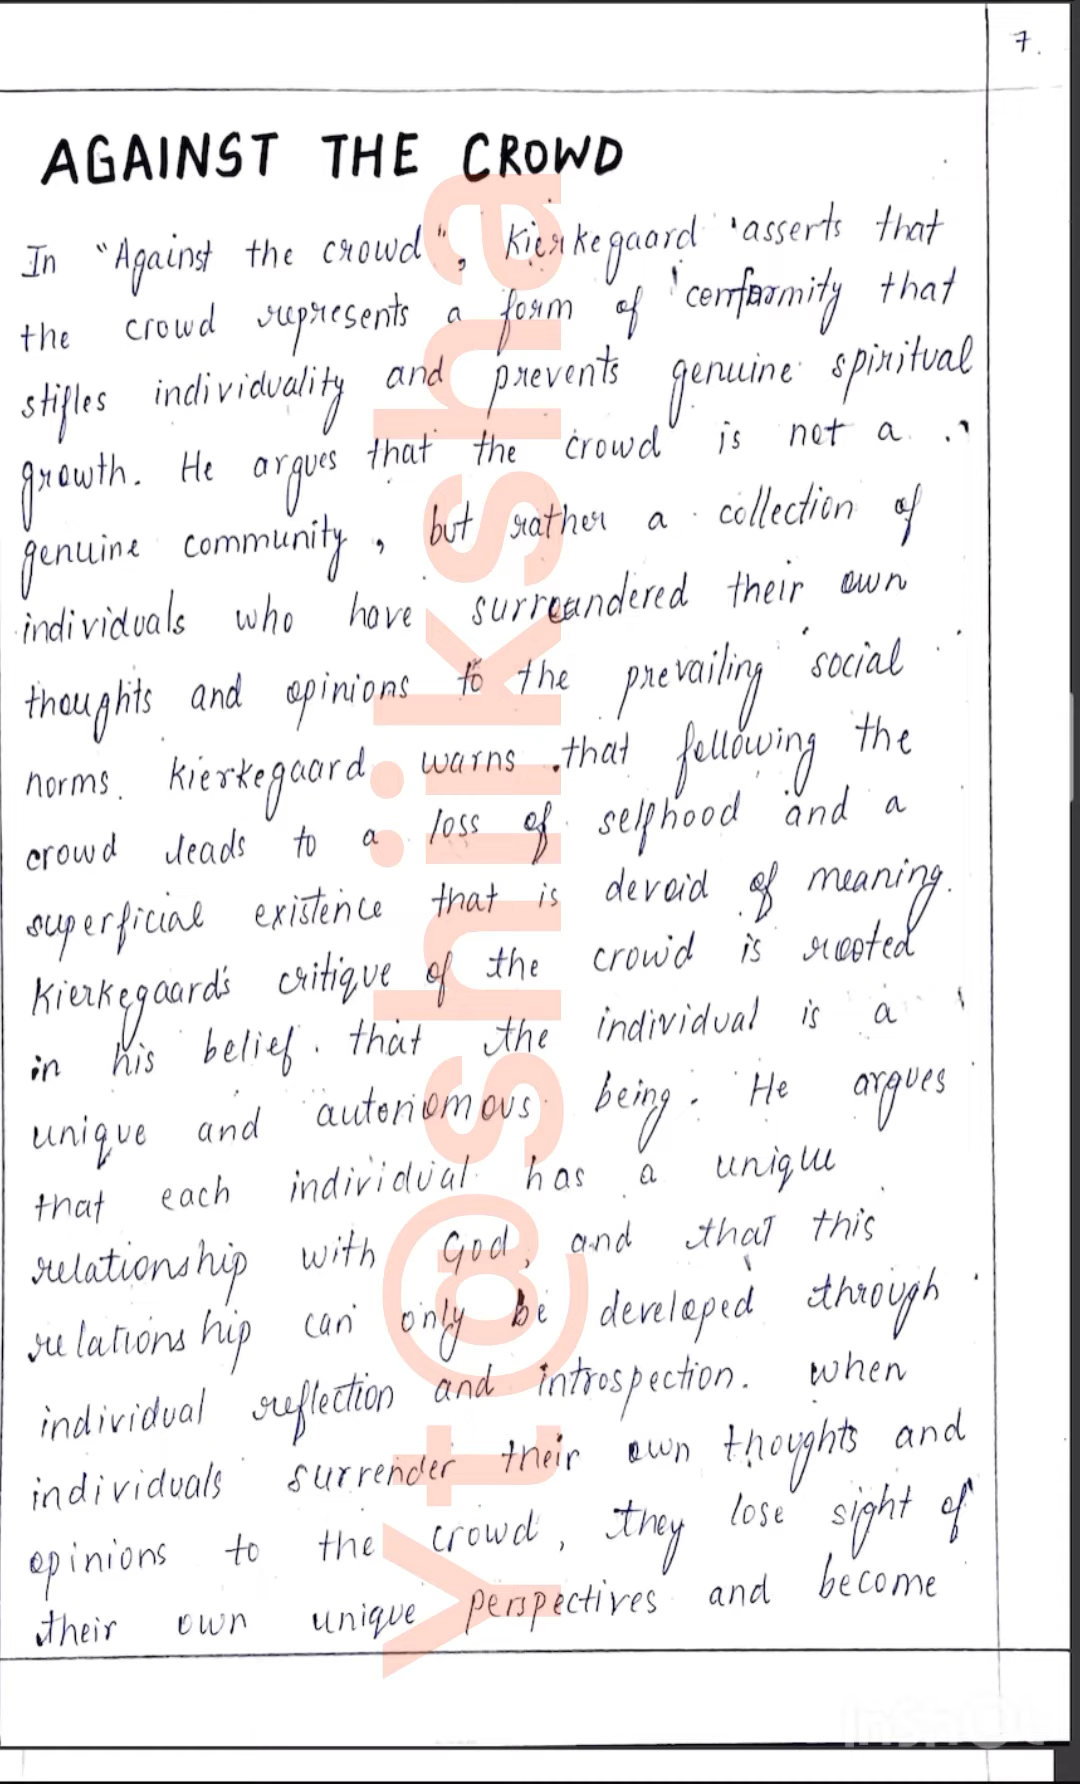 7.
AGAINST THE CROWD
In "Against the crowd", Kierkegaard asserts that
the crowd represents a form of conformity that
stifles individuality and prevents genuine spiritual
growth. He argues that the crowd is not a
genuine community, but rather a collection of
individuals who have surreandered their own
thoughts and opinions to the prevailing social
norms. Kierkegaard warns that following the
crowd leads to a loss of selfhood and a
superficial existence that is devoid of meaning.
Kierkegaard's critique of the crowd is rooted
in his belief that the individual is a
unique and autonomous being. He argues
that each individual has a unique
relationship with God, and that this
relationship can only be developed through
individual reflection and introspection. when
individuals surrender their own thoughts and
opinions to the crowd, they lose sight of
their own unique perspectives and become
yt@shiiksha
InShOt